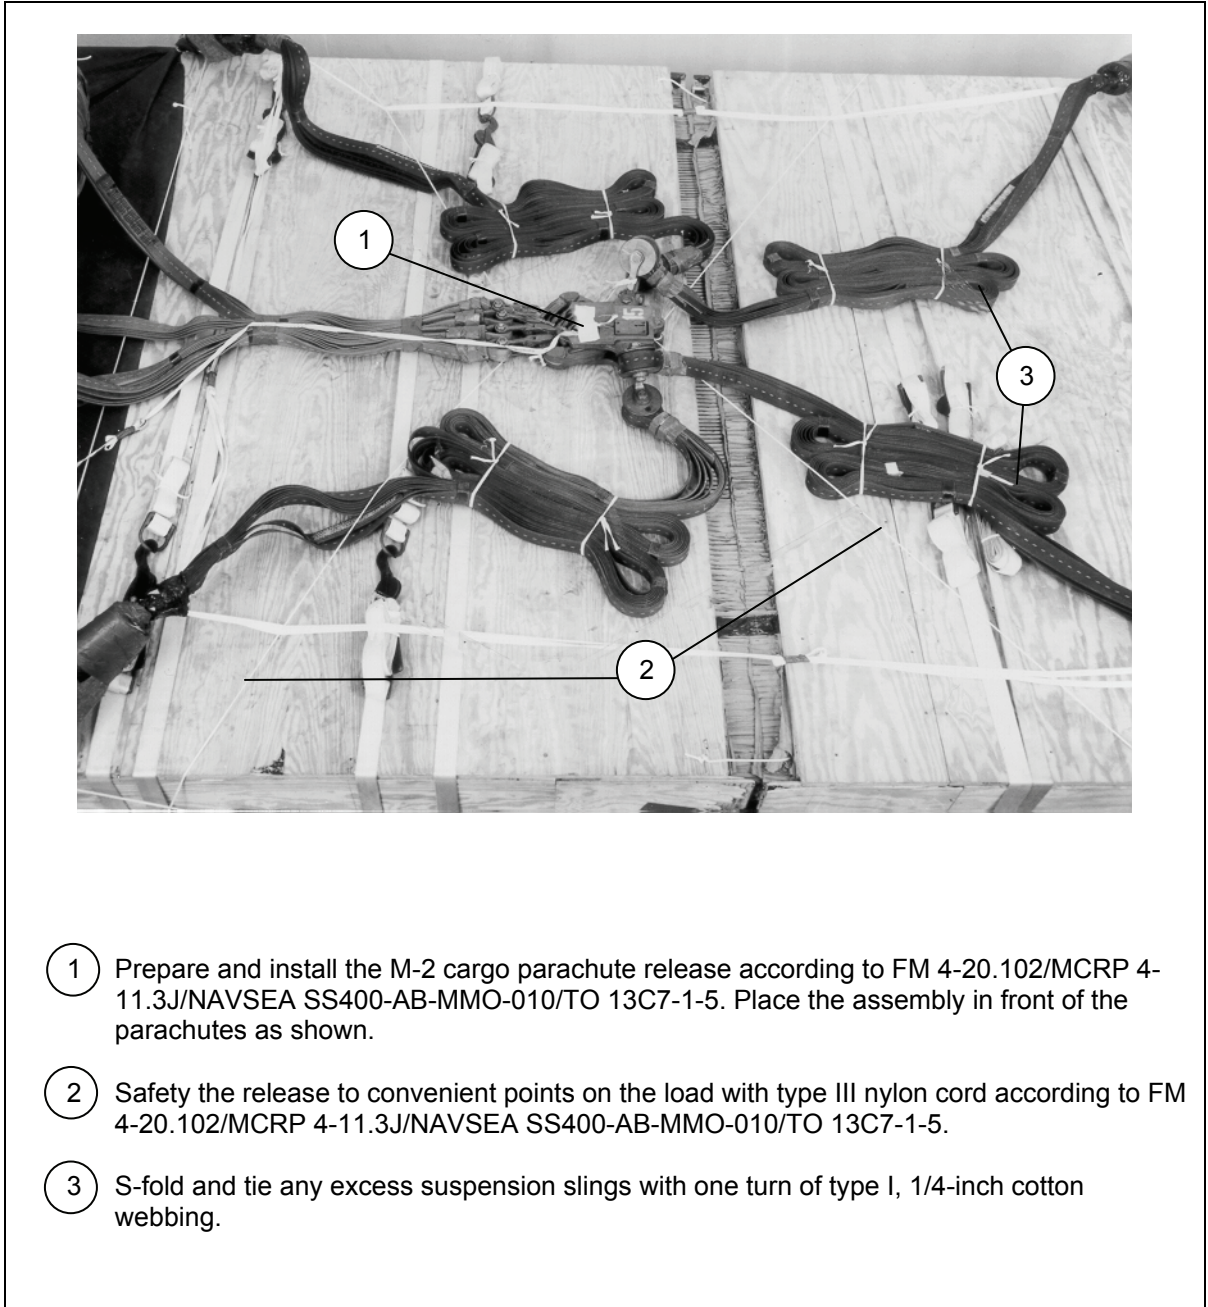 1
3
2
1 Prepare and install the M-2 cargo parachute release according to FM 4-20.102/MCRP 4-
11.3J/NAVSEA SS400-AB-MMO-010/TO 13C7-1-5. Place the assembly in front of the
parachutes as shown.
2 Safety the release to convenient points on the load with type III nylon cord according to FM
4-20.102/MCRP 4-11.3J/NAVSEA SS400-AB-MMO-010/TO 13C7-1-5.
3 S-fold and tie any excess suspension slings with one turn of type I, 1/4-inch cotton
webbing.